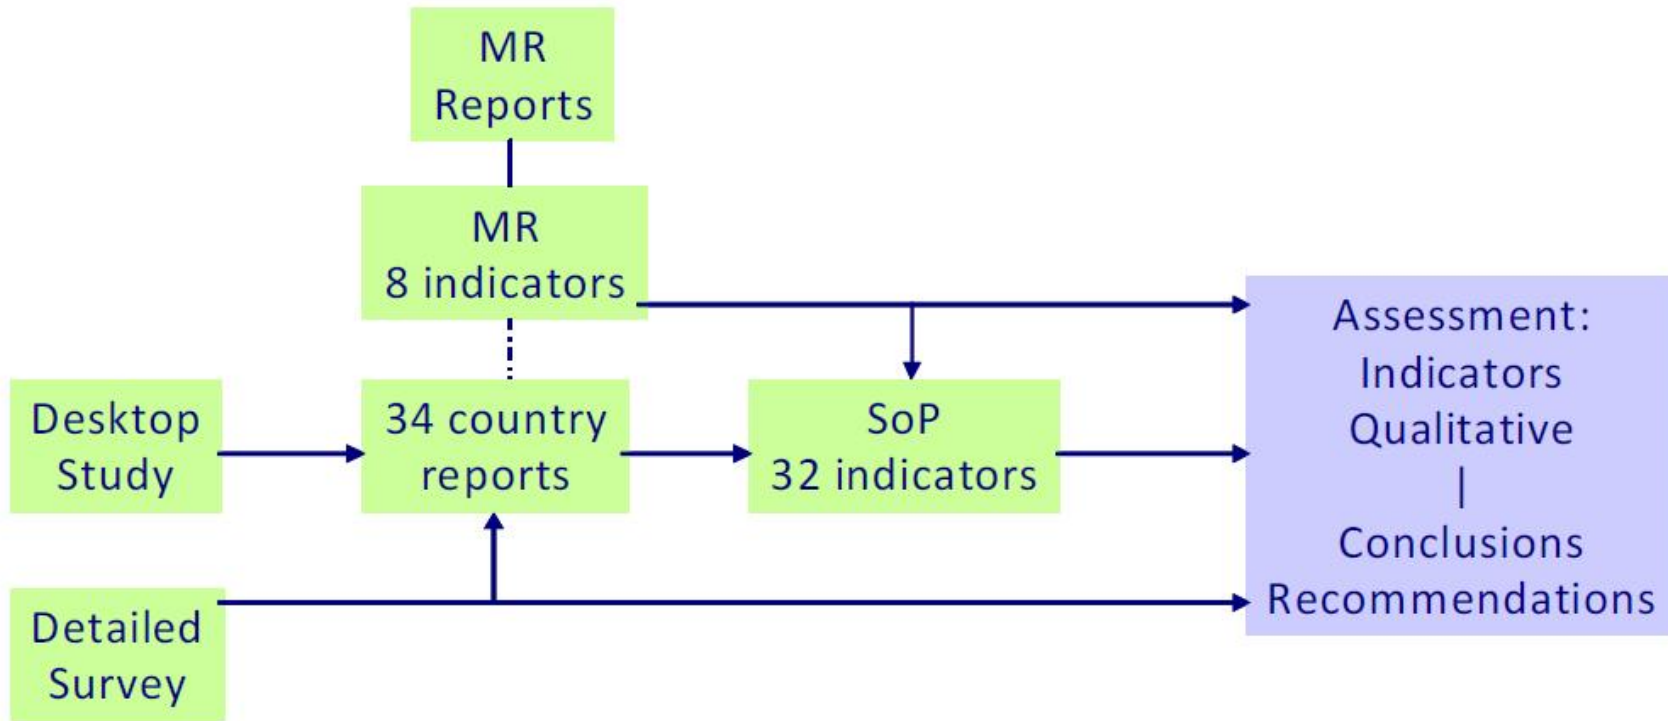 MR
Reports
MR
8 indicators
Desktop
Study
34 country
reports
SoP
32 indicators
Detailed
Survey
Assessment:
Indicators
Qualitative
|
Conclusions
Recommendations